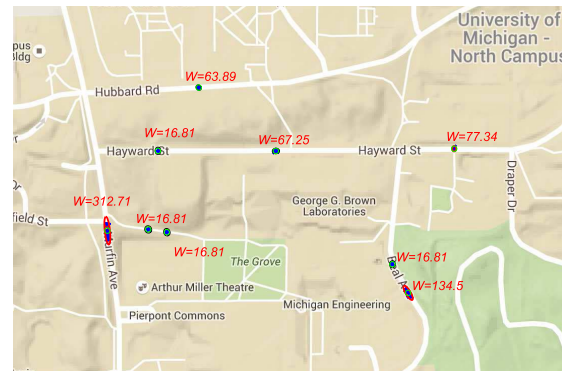 University of
Michigan -
North Campus
pus
Bldg
W=63.89
Hubbard Rd
W=16.81
W=67.25
W=77.34
Hayward St
Hayward St
Draper Dr
Dr
W=312.71
George G. Brown
Laboratories
field St
W=16.81
W=16.81
The Grove
W=16.81
Arthur Miller Theatre
W=134.5
Michigan Engineering
Pierpont Commons